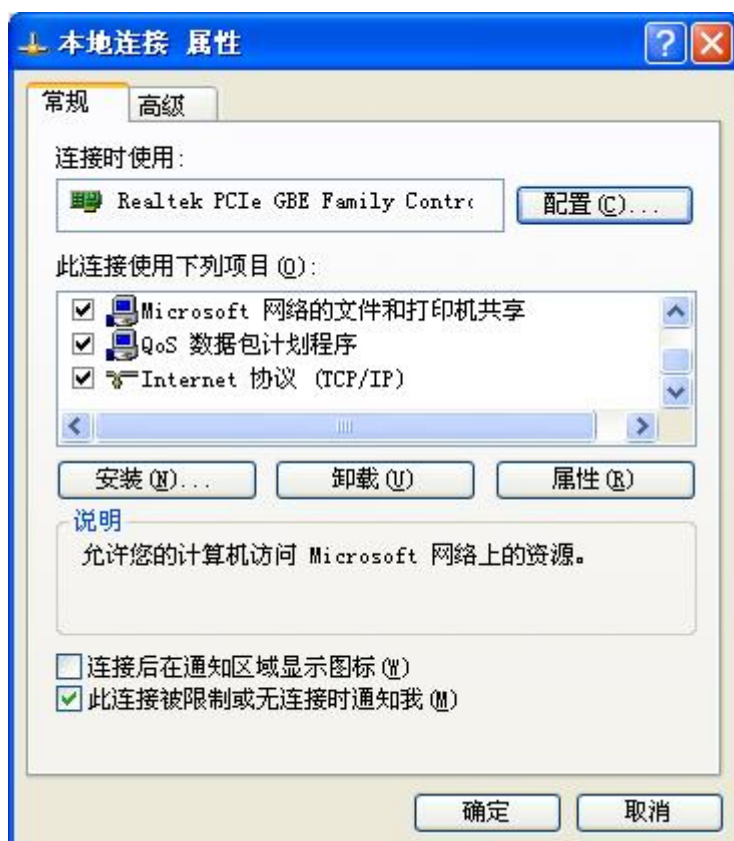 本地连接 属性
常规
高级
连接时使用:
Realtek PCIe GBE Family Contr
配置(C)...
此连接使用下列项目(O):
Microsoft 网络的文件和打印机共享
QoS 数据包计划程序
Internet 协议 (TCP/IP)
安装(N)...
卸载(U)
属性(R)
说明
允许您的计算机访问 Microsoft 网络上的资源。
连接后在通知区域显示图标(W)
此连接被限制或无连接时通知我(M)
确定
取消